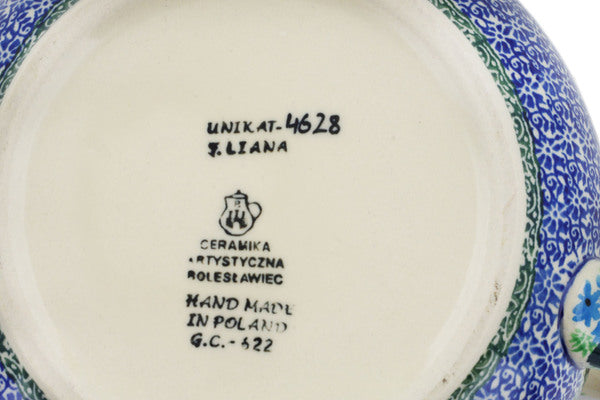 UNIKAT-4628
J.LIANA
CERAMIKA
ARTYSTYCZNA
BOLESŁAWIEC
HAND MADE
IN POLAND
G.C.-622